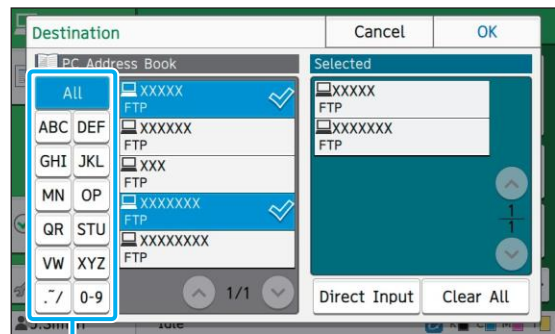 Destination
Cancel
OK
PC Address Book
Selected
All
ABC DEF
GHI JKL
MN OP
QR STU
VW XYZ
.~/ 0-9
XXXXX
FTP
XXXXXX
FTP
XXX
FTP
XXXXXXX
FTP
XXXXXXXX
FTP
1/1
XXXXX
FTP
XXXXXXX
FTP
1
1
Direct Input
Clear All
Idle